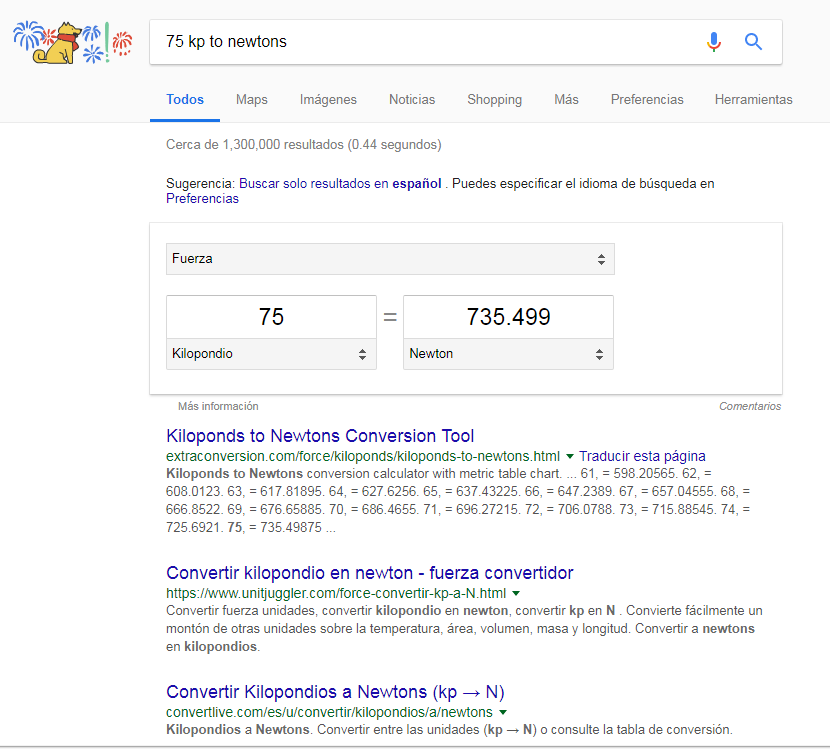 75 kp to newtons
Todos Maps Imágenes Noticias Shopping Más Preferencias Herramientas
Cerca de 1,300,000 resultados (0.44 segundos)
Sugerencia: Buscar solo resultados en español . Puedes especificar el idioma de búsqueda en
Preferencias
Fuerza
75 = 735.499
Kilopondio Newton
Más información Comentarios
Kiloponds to Newtons Conversion Tool
extraconversion.com/force/kiloponds/kiloponds-to-newtons.html Traducir esta página
Kiloponds to Newtons conversion calculator with metric table chart. ... 61, = 598.20565. 62, =
608.0123. 63, = 617.81895. 64, = 627.6256. 65, = 637.43225. 66, = 647.2389. 67, = 657.04555. 68, =
666.8522. 69, = 676.65885. 70, = 686.4655. 71, = 696.27215. 72, = 706.0788. 73, = 715.88545. 74, =
725.6921. 75, = 735.49875 ...
Convertir kilopondio en newton - fuerza convertidor
https://www.unitjuggler.com/force-convertir-kp-a-N.html
Convertir fuerza unidades, convertir kilopondio en newton, convertir kp en N . Convierte fácilmente un
montón de otras unidades sobre la temperatura, área, volumen, masa y longitud. Convertir a newtons
en kilopondios.
Convertir Kilopondios a Newtons (kp → N)
convertlive.com/es/u/convertir/kilopondios/a/newtons
Kilopondios a Newtons. Convertir entre las unidades (kp → N) o consulte la tabla de conversión.